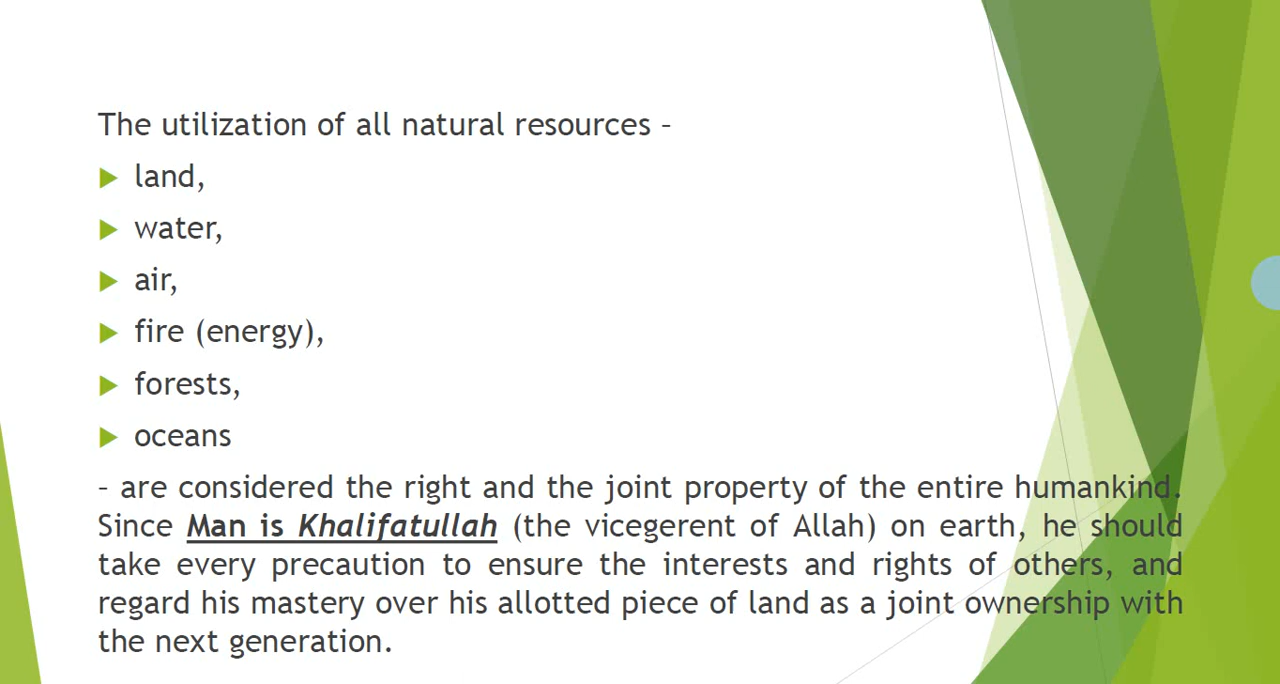 The utilization of all natural resources –
land,
water,
air,
fire (energy),
forests,
oceans
– are considered the right and the joint property of the entire humankind.
Since Man is Khalifatullah (the vicegerent of Allah) on earth, he should
take every precaution to ensure the interests and rights of others, and
regard his mastery over his allotted piece of land as a joint ownership with
the next generation.